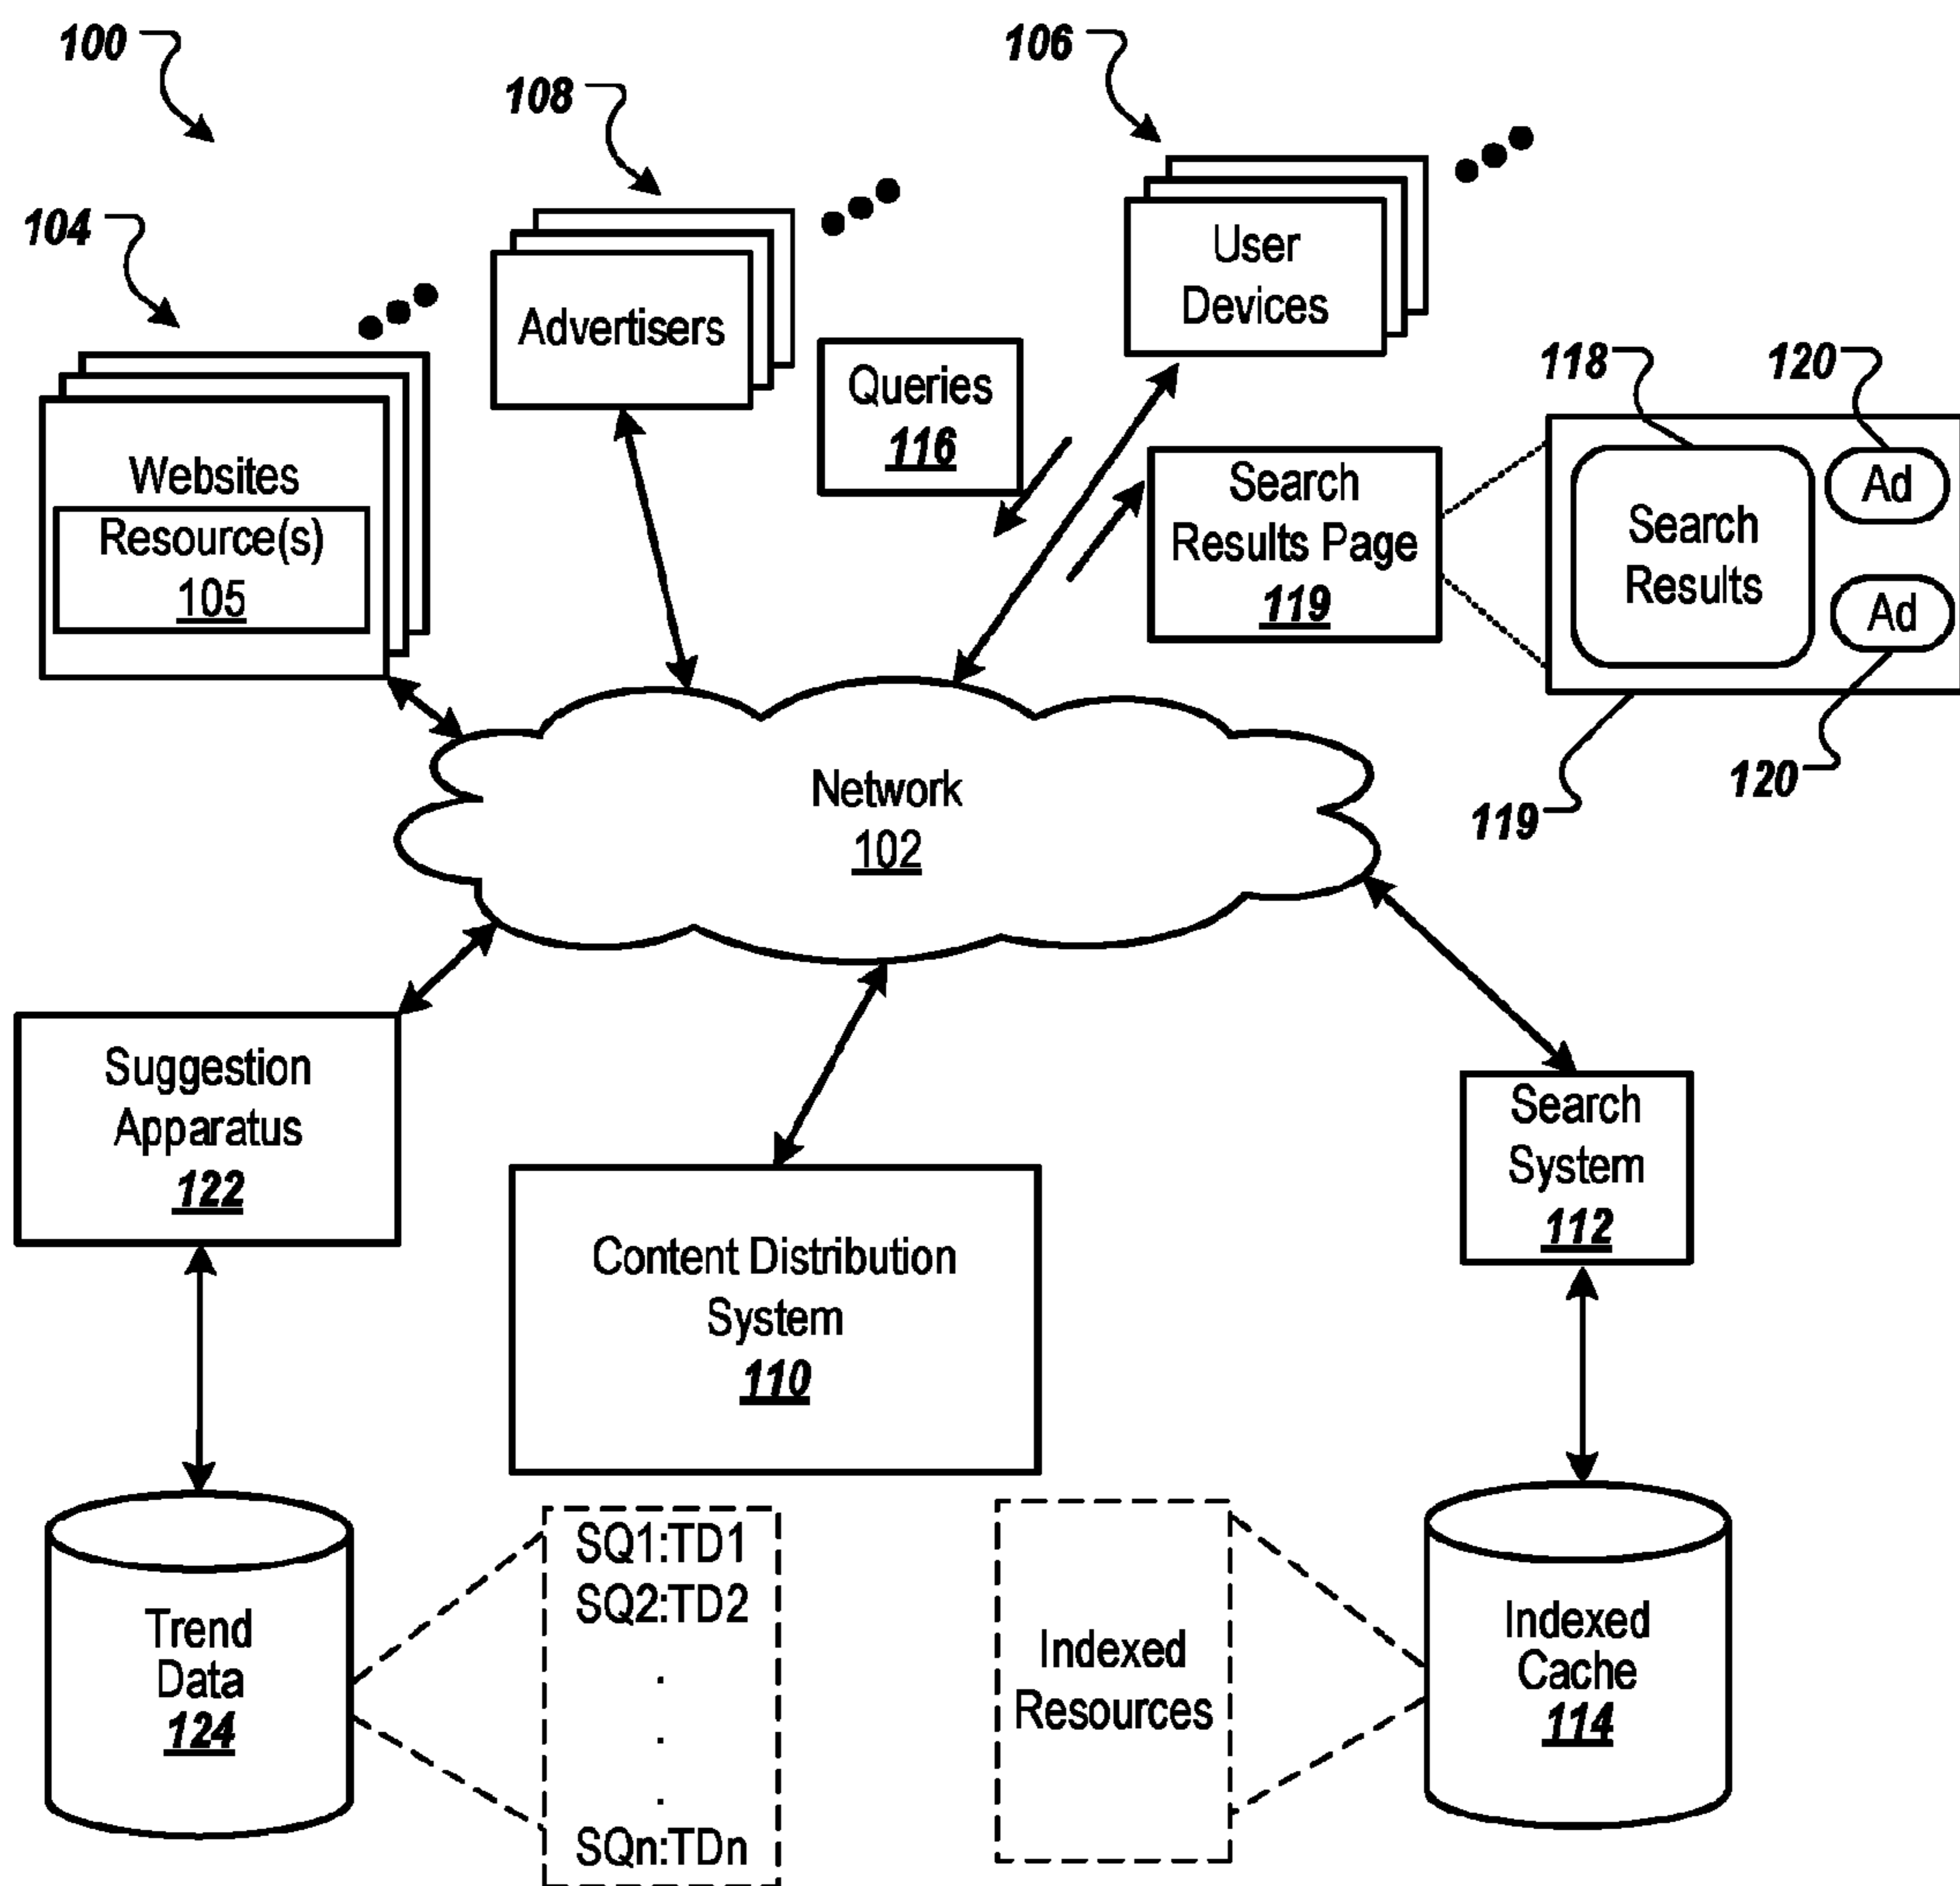 100
106
108
104
User
Devices
Advertisers
Queries
116
118
120
Websites
Resource(s)
105
Search
Results Page
119
Search
Results
Ad
Ad
120
119
Network
102
Suggestion
Apparatus
122
Search
System
112
Content Distribution
System
110
Trend
Data
124
SQ1:TD1
SQ2:TD2
.
.
.
SQn:TDn
Indexed
Resources
Indexed
Cache
114